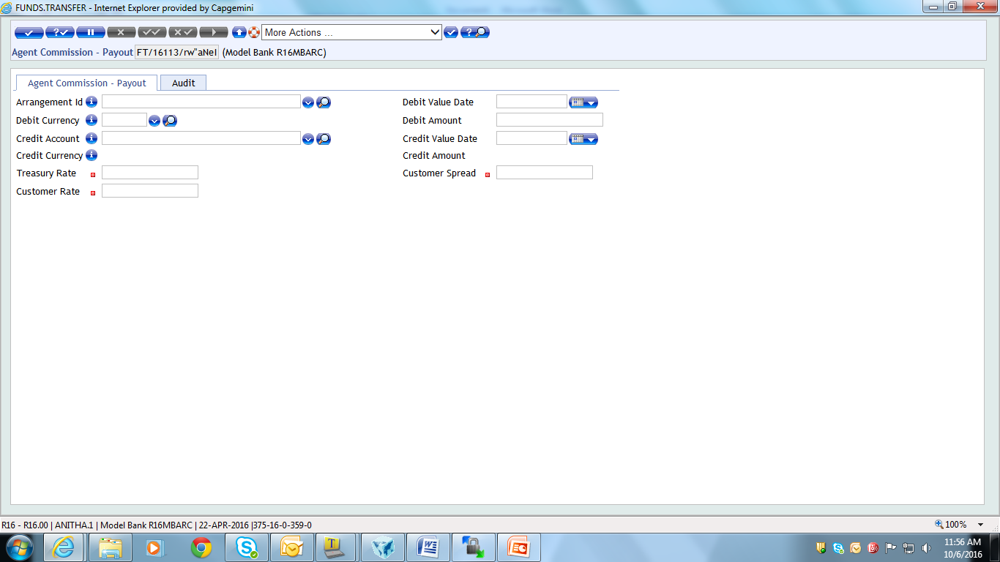 FUNDS.TRANSFER - Internet Explorer provided by Capgemini
More Actions ...
Agent Commission - Payout FT/16113/rw"aNeI (Model Bank R16MBARC)
Agent Commission - Payout Audit
Arrangement Id Debit Value Date
Debit Currency Debit Amount
Credit Account Credit Value Date
Credit Currency Credit Amount
Treasury Rate Customer Spread
Customer Rate
R16 - R16.00 | ANITHA.1 | Model Bank R16MBARC | 22-APR-2016 |375-16-0-359-0 100%
11:56 AM
10/6/2016